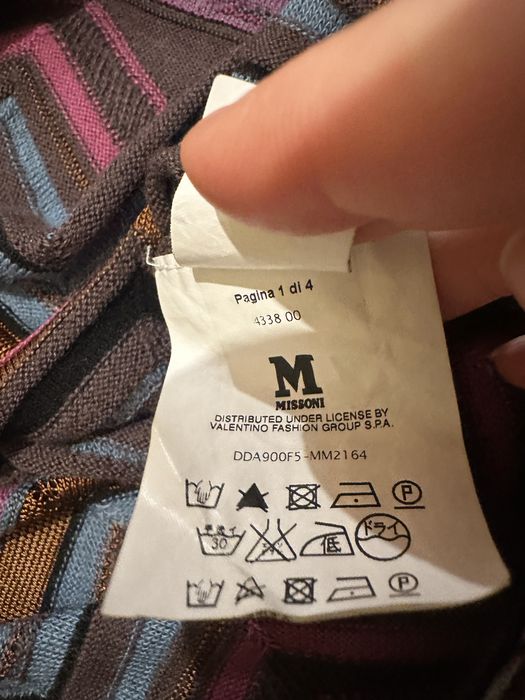 Pagina 1 di 4
4338 00
M
MISSONI
DISTRIBUTED UNDER LICENSE BY
VALENTINO FASHION GROUP S.P.A.
DDA900F5-MM2164
P
30 低 ドライ
P